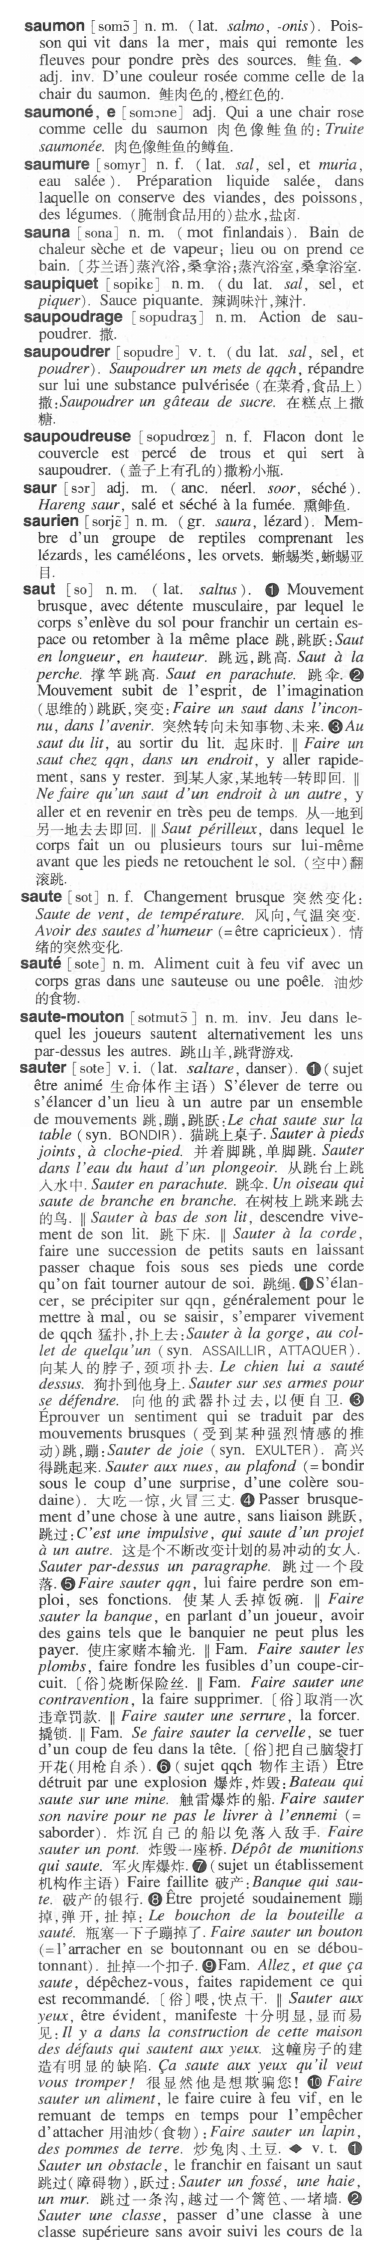 saumon [somɔ̃] n. m. (lat. salmo, -onis). Pois-
son qui vit dans la mer, mais qui remonte les
fleuves pour pondre près des sources. 鲑鱼. ◆
adj. inv. D'une couleur rosée comme celle de la
chair du saumon. 鲑肉色的,橙红色的.
saumoné, e [somɔne] adj. Qui a une chair rose
comme celle du saumon 肉色像鲑鱼的: Truite
saumonée. 肉色像鲑鱼的鳟鱼.
saumure [somyr] n. f. (lat. sal, sel, et muria,
eau salée). Préparation liquide salée, dans
laquelle on conserve des viandes, des poissons,
des légumes. (腌制食品用的)盐水,盐卤.
sauna [sona] n. m. (mot finlandais). Bain de
chaleur sèche et de vapeur; lieu ou on prend ce
bain. 〔芬兰语〕蒸汽浴,桑拿浴;蒸汽浴室,桑拿浴室.
saupiquet [sopikɛ] n. m. (du lat. sal, sel, et
piquer). Sauce piquante. 辣调味汁,辣汁.
saupoudrage [sopudraʒ] n. m. Action de sau-
poudrer. 撒.
saupoudrer [sopudre] v. t. (du lat. sal, sel, et
poudrer). Saupoudrer un mets de qqch, répandre
sur lui une substance pulvérisée (在菜肴,食品上)
撒:Saupoudrer un gâteau de sucre. 在糕点上撒
糖.
saupoudreuse [sopudrœz] n. f. Flacon dont le
couvercle est percé de trous et qui sert à
saupoudrer. (盖子上有孔的)撒粉小瓶.
saur [sɔr] adj. m. (anc. néerl. soor, séché).
Hareng saur, salé et séché à la fumée. 熏鲱鱼.
saurien [sorjɛ̃] n. m. (gr. saura, lézard). Mem-
bre d'un groupe de reptiles comprenant les
lézards, les caméléons, les orvets. 蜥蜴类,蜥蜴亚
目.
saut [so] n. m. (lat. saltus). ❶ Mouvement
brusque, avec détente musculaire, par lequel le
corps s'enlève du sol pour franchir un certain es-
pace ou retomber à la même place 跳,跳跃:Saut
en longueur, en hauteur. 跳远,跳高. Saut à la
perche. 撑竿跳高. Saut en parachute. 跳伞. ❷
Mouvement subit de l'esprit, de l'imagination
(思维的)跳跃,突变:Faire un saut dans l'incon-
nu, dans l'avenir. 突然转向未知事物、未来. ❸ Au
saut du lit, au sortir du lit. 起床时. ‖ Faire un
saut chez qqn, dans un endroit, y aller rapide-
ment, sans y rester. 到某人家,某地转一转即回. ‖
Ne faire qu'un saut d'un endroit à un autre, y
aller et en revenir en très peu de temps. 从一地到
另一地去去即回. ‖ Saut périlleux, dans lequel le
corps fait un ou plusieurs tours sur lui-même
avant que les pieds ne retouchent le sol. (空中)翻
滚跳.
saute [sot] n. f. Changement brusque 突然变化:
Saute de vent, de température. 风向,气温突变.
Avoir des sautes d'humeur (=être capricieux). 情
绪的突然变化.
sauté [sote] n. m. Aliment cuit à feu vif avec un
corps gras dans une sauteuse ou une poêle. 油炒
的食物.
saute-mouton [sotmutɔ̃] n. m. inv. Jeu dans le-
quel les joueurs sautent alternativement les uns
par-dessus les autres. 跳山羊,跳背游戏.
sauter [sote] v. i. (lat. saltare, danser). ❶ (sujet
être animé 生命体作主语) S'élever de terre ou
s'élancer d'un lieu à un autre par un ensemble
de mouvements 跳,蹦,跳跃:Le chat saute sur la
table (syn. BONDIR). 猫跳上桌子. Sauter à pieds
joints, à cloche-pied. 并着脚跳,单脚跳. Sauter
dans l'eau du haut d'un plongeoir. 从跳台上跳
入水中. Sauter en parachute. 跳伞. Un oiseau qui
saute de branche en branche. 在树枝上跳来跳去
的鸟. ‖ Sauter à bas de son lit, descendre vive-
ment de son lit. 跳下床. ‖ Sauter à la corde,
faire une succession de petits sauts en laissant
passer chaque fois sous ses pieds une corde
qu'on fait tourner autour de soi. 跳绳. ❶ S'élan-
cer, se précipiter sur qqn, généralement pour le
mettre à mal, ou se saisir, s'emparer vivement
de qqch 猛扑,扑上去:Sauter à la gorge, au col-
let de quelqu'un (syn. ASSAILLIR, ATTAQUER).
向某人的脖子,颈项扑去. Le chien lui a sauté
dessus. 狗扑到他身上. Sauter sur ses armes pour
se défendre. 向他的武器扑过去,以便自卫. ❸
Éprouver un sentiment qui se traduit par des
mouvements brusques (受到某种强烈情感的推
动)跳,蹦:Sauter de joie (syn. EXULTER). 高兴
得跳起来. Sauter aux nues, au plafond (=bondir
sous le coup d'une surprise, d'une colère sou-
daine). 大吃一惊,火冒三丈. ❹ Passer brusque-
ment d'une chose à une autre, sans liaison 跳跃,
跳过:C'est une impulsive, qui saute d'un projet
à un autre. 这是个不断改变计划的易冲动的女人.
Sauter par-dessus un paragraphe. 跳过一个段
落. ❺ Faire sauter qqn, lui faire perdre son em-
ploi, ses fonctions. 使某人丢掉饭碗. ‖ Faire
sauter la banque, en parlant d'un joueur, avoir
des gains tels que le banquier ne peut plus les
payer. 使庄家赌本输光. ‖ Fam. Faire sauter les
plombs, faire fondre les fusibles d'un coupe-cir-
cuit. 〔俗〕烧断保险丝. ‖ Fam. Faire sauter une
contravention, la faire supprimer. 〔俗〕取消一次
违章罚款. ‖ Faire sauter une serrure, la forcer.
撬锁. ‖ Fam. Se faire sauter la cervelle, se tuer
d'un coup de feu dans la tête. 〔俗〕把自己脑袋打
开花(用枪自杀). ❻ (sujet qqch 物作主语) Être
détruit par une explosion 爆炸,炸毁:Bateau qui
saute sur une mine. 触雷爆炸的船. Faire sauter
son navire pour ne pas le livrer à l'ennemi (=
saborder). 炸沉自己的船以免落入敌手. Faire
sauter un pont. 炸毁一座桥. Dépôt de munitions
qui saute. 军火库爆炸. ❼ (sujet un établissement
机构作主语) Faire faillite 破产:Banque qui sau-
te. 破产的银行. ❽ Être projeté soudainement 蹦
掉,弹开,扯掉: Le bouchon de la bouteille a
sauté. 瓶塞一下子蹦掉了. Faire sauter un bouton
(=l'arracher en se boutonnant ou en se débou-
tonnant). 扯掉一个扣子. ❾ Fam. Allez, et que ça
saute, dépêchez-vous, faites rapidement ce qui
est recommandé. 〔俗〕喂,快点干. ‖ Sauter aux
yeux, être évident, manifeste 十分明显,显而易
见:Il y a dans la construction de cette maison
des défauts qui sautent aux yeux. 这幢房子的建
造有明显的缺陷. Ça saute aux yeux qu'il veut
vous tromper! 很显然他是想欺骗您! ❿ Faire
sauter un aliment, le faire cuire à feu vif, en le
remuant de temps en temps pour l'empêcher
d'attacher 用油炒(食物):Faire sauter un lapin,
des pommes de terre. 炒兔肉、土豆. ◆ v. t. ❶
Sauter un obstacle, le franchir en faisant un saut
跳过(障碍物),跃过:Sauter un fossé, une haie,
un mur. 跳过一条沟,越过一个篱笆、一堵墙. ❷
Sauter une classe, passer d'une classe à une
classe supérieure sans avoir suivi les cours de la